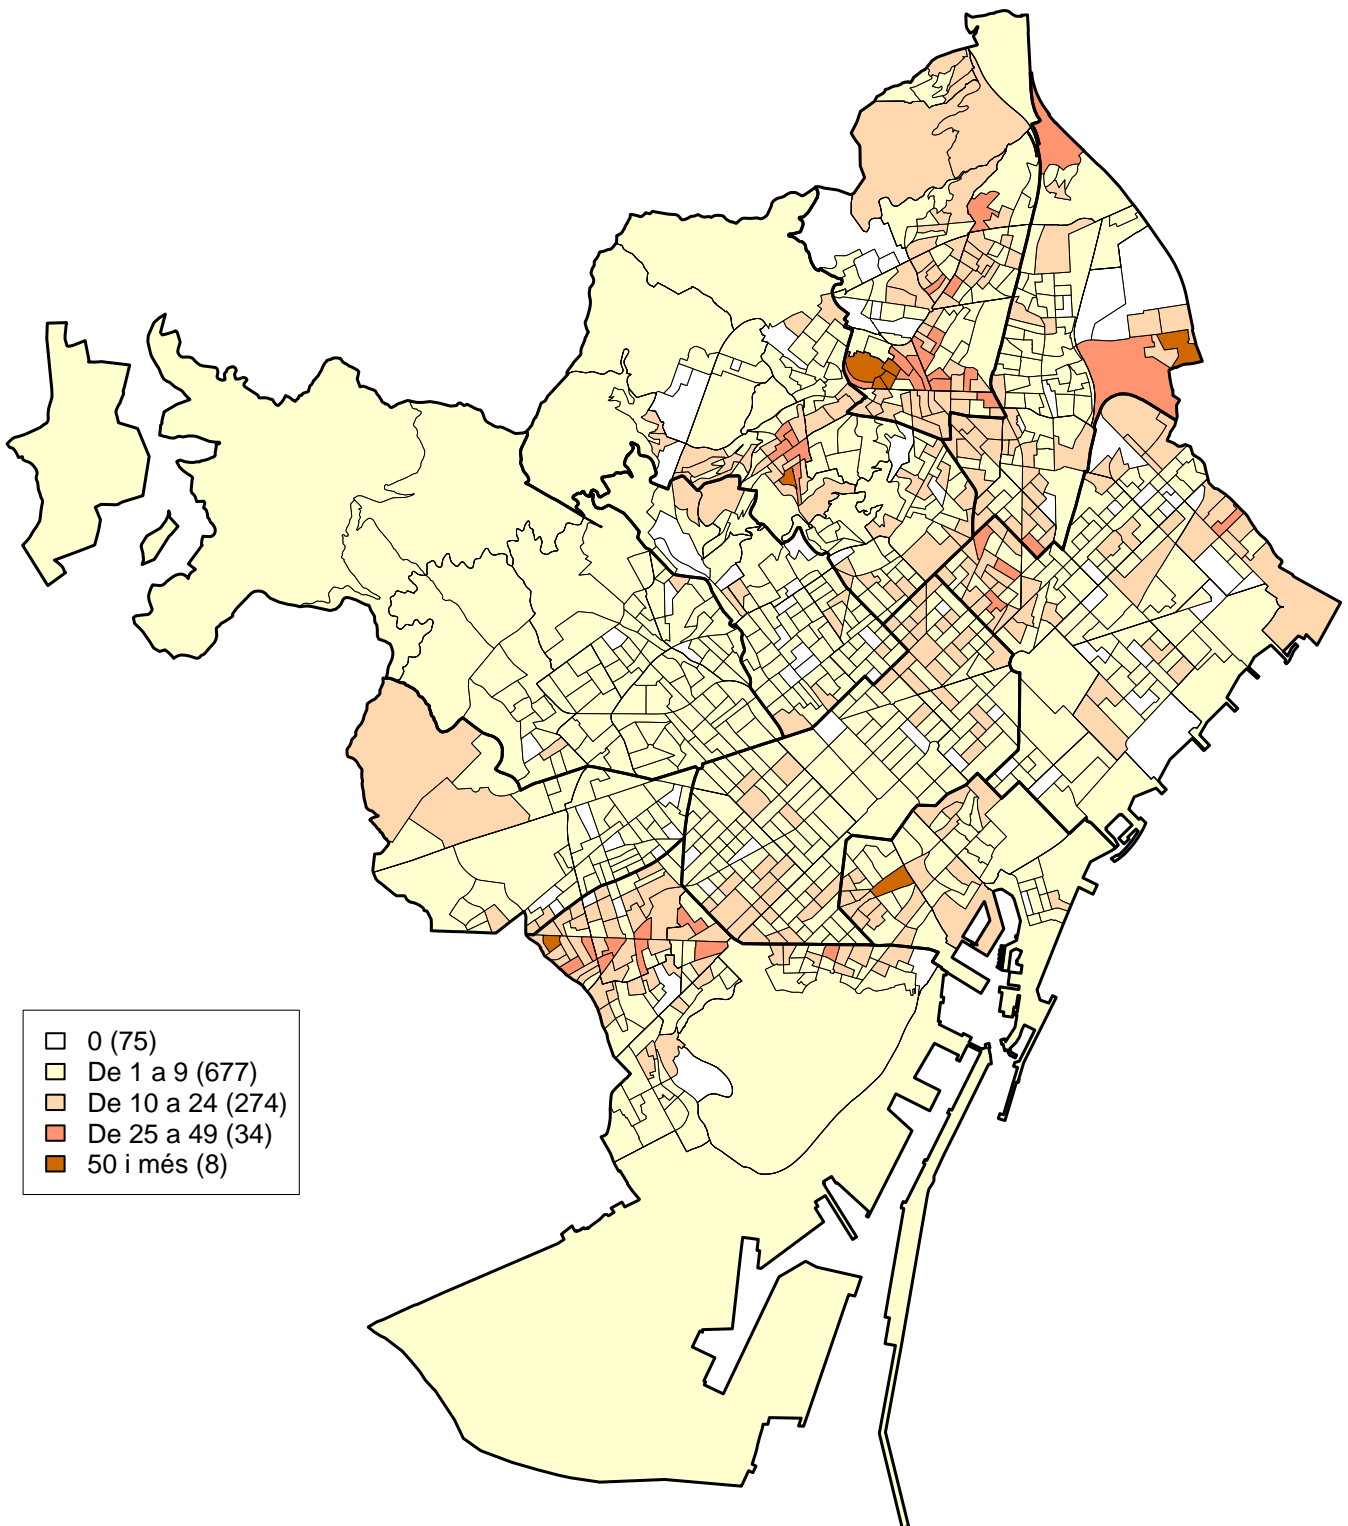 0 (75)
De 1 a 9 (677)
De 10 a 24 (274)
De 25 a 49 (34)
50 i més (8)